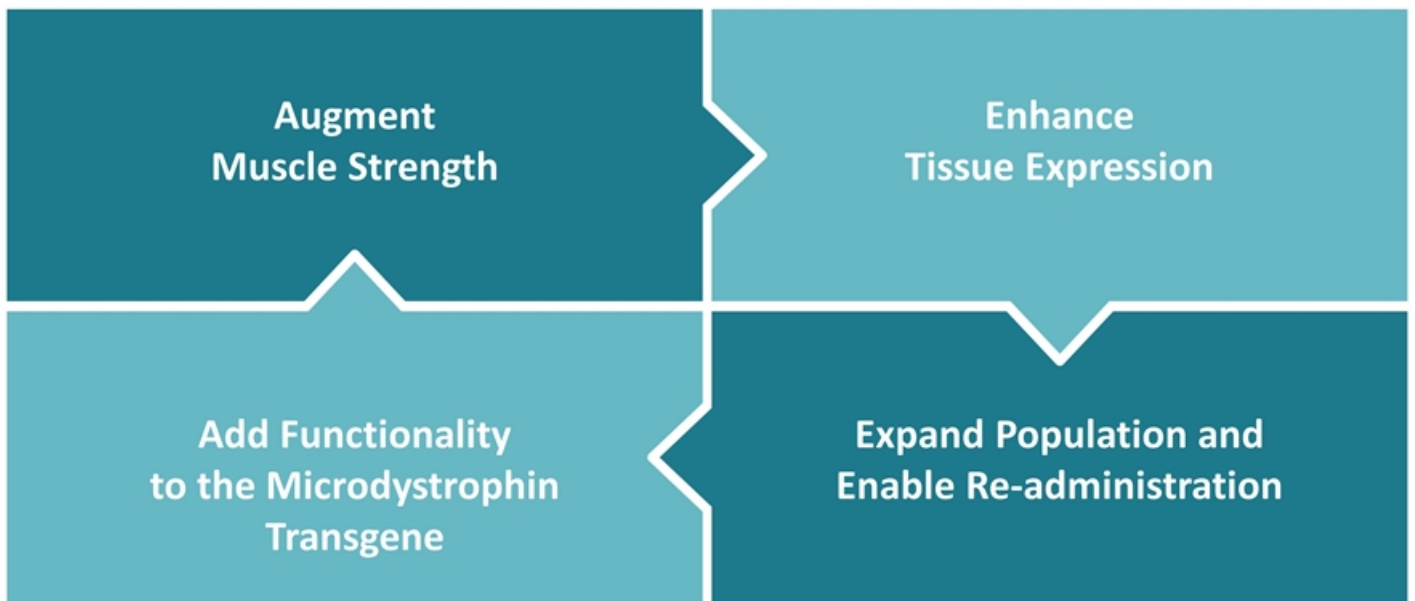 Augment
Muscle Strength
Enhance
Tissue Expression
Add Functionality
to the Microdystrophin
Transgene
Expand Population and
Enable Re-administration